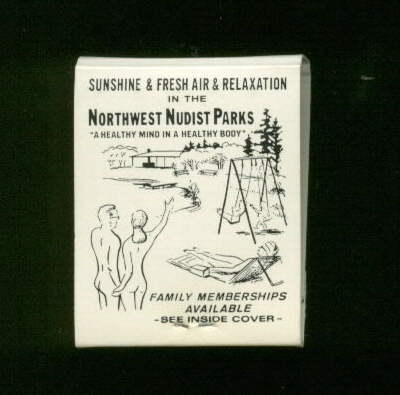 SUNSHINE & FRESH AIR & RELAXATION
IN THE
NORTHWEST NUDIST PARKS
"A HEALTHY MIND IN A HEALTHY BODY"
FAMILY MEMBERSHIPS
AVAILABLE
-SEE INSIDE COVER-